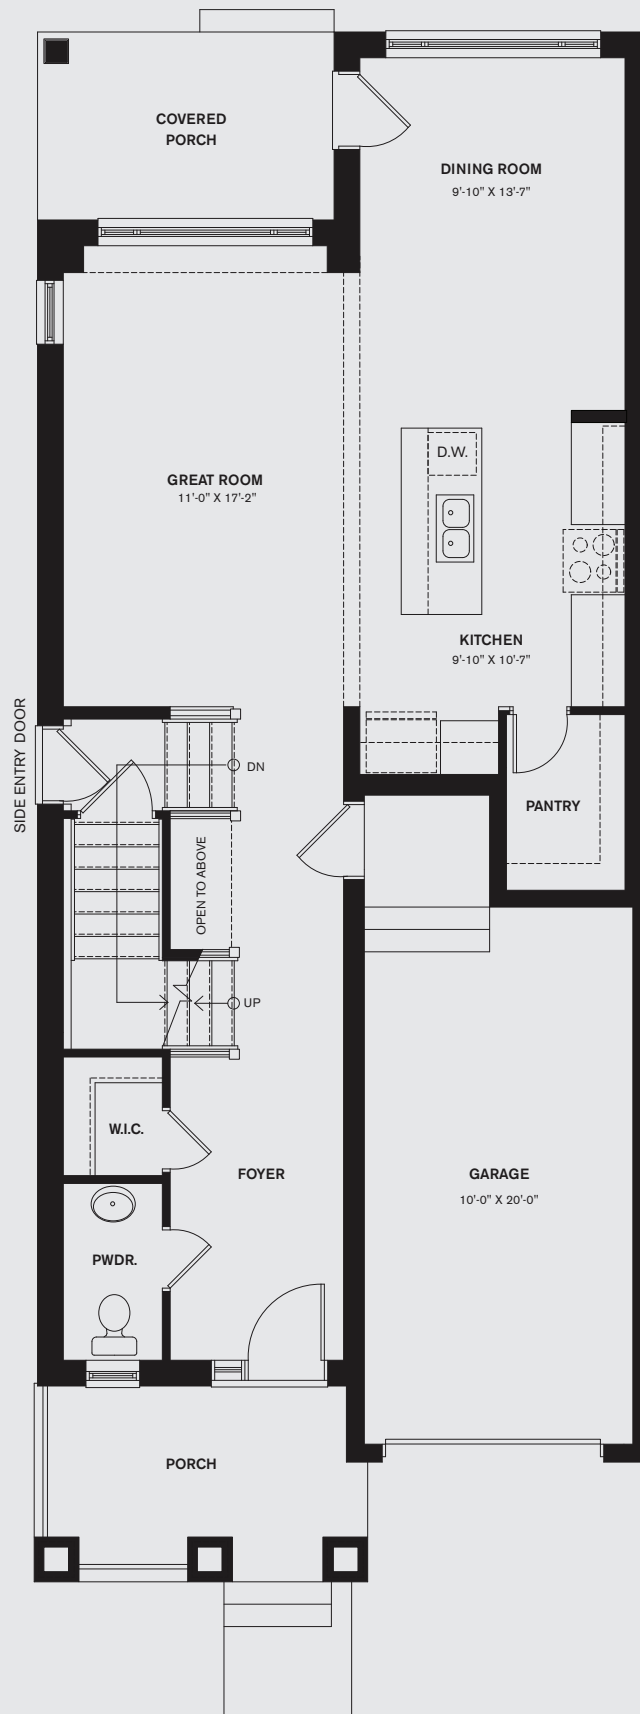 COVERED
PORCH
DINING ROOM
9'-10" X 13'-7"
D.W.
GREAT ROOM
11'-0" X 17'-2"
KITCHEN
9'-10" X 10'-7"
SIDE ENTRY DOOR
DN
PANTRY
OPEN TO ABOVE
UP
W.I.C.
FOYER
GARAGE
10'-0" X 20'-0"
PWDR.
PORCH